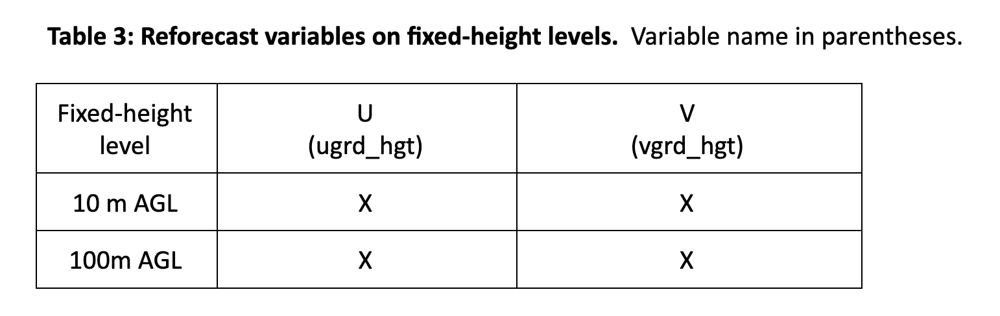 Table 3: Reforecast variables on fixed-height levels.  Variable name in parentheses.
Fixed-height level
U (ugrd_hgt)
V (vgrd_hgt)
10 m AGL
X
X
100m AGL
X
X